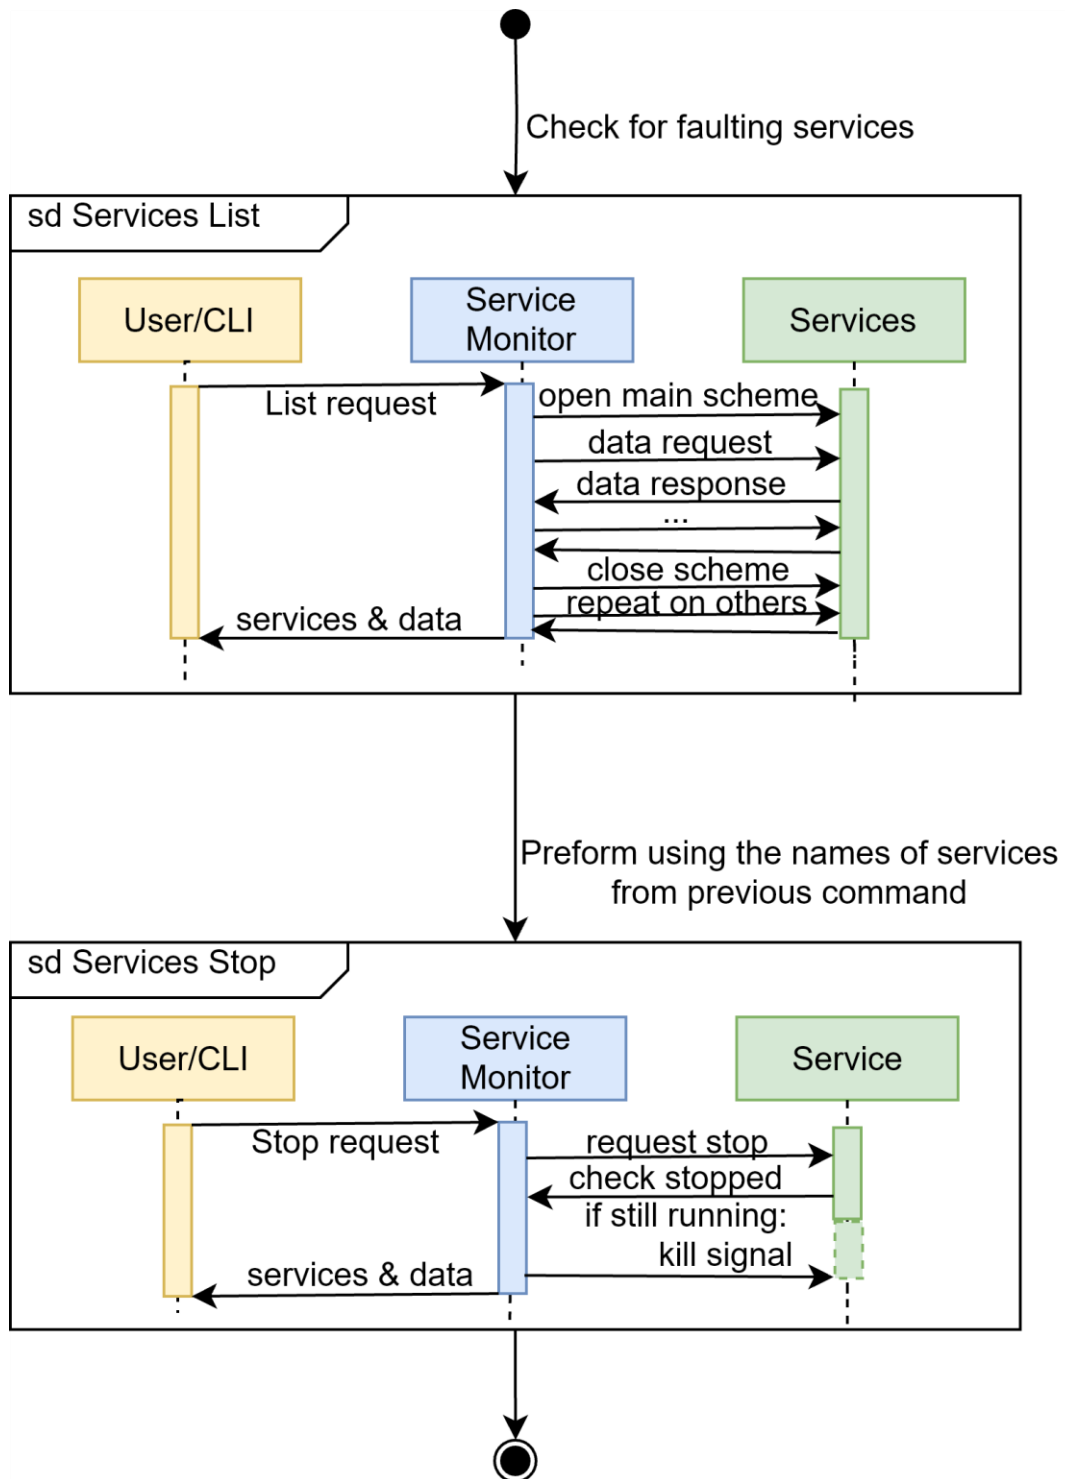 Check for faulting services
sd Services List
User/CLI
Service
Monitor
Services
List request
open main scheme
data request
data response
...
close scheme
repeat on others
services & data
Preform using the names of services
from previous command
sd Services Stop
User/CLI
Service
Monitor
Service
Stop request
request stop
check stopped
if still running:
kill signal
services & data